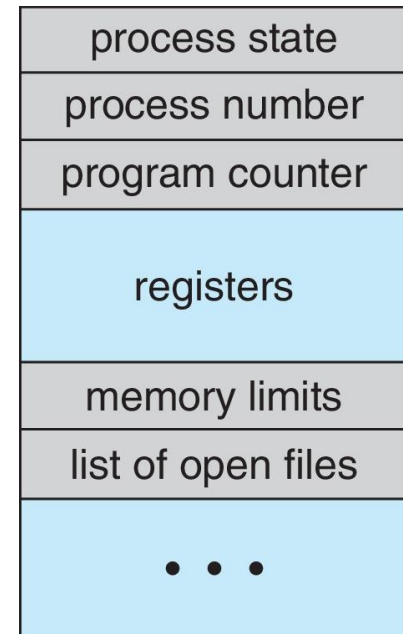 process state
process number
program counter
registers
memory limits
list of open files
• • •